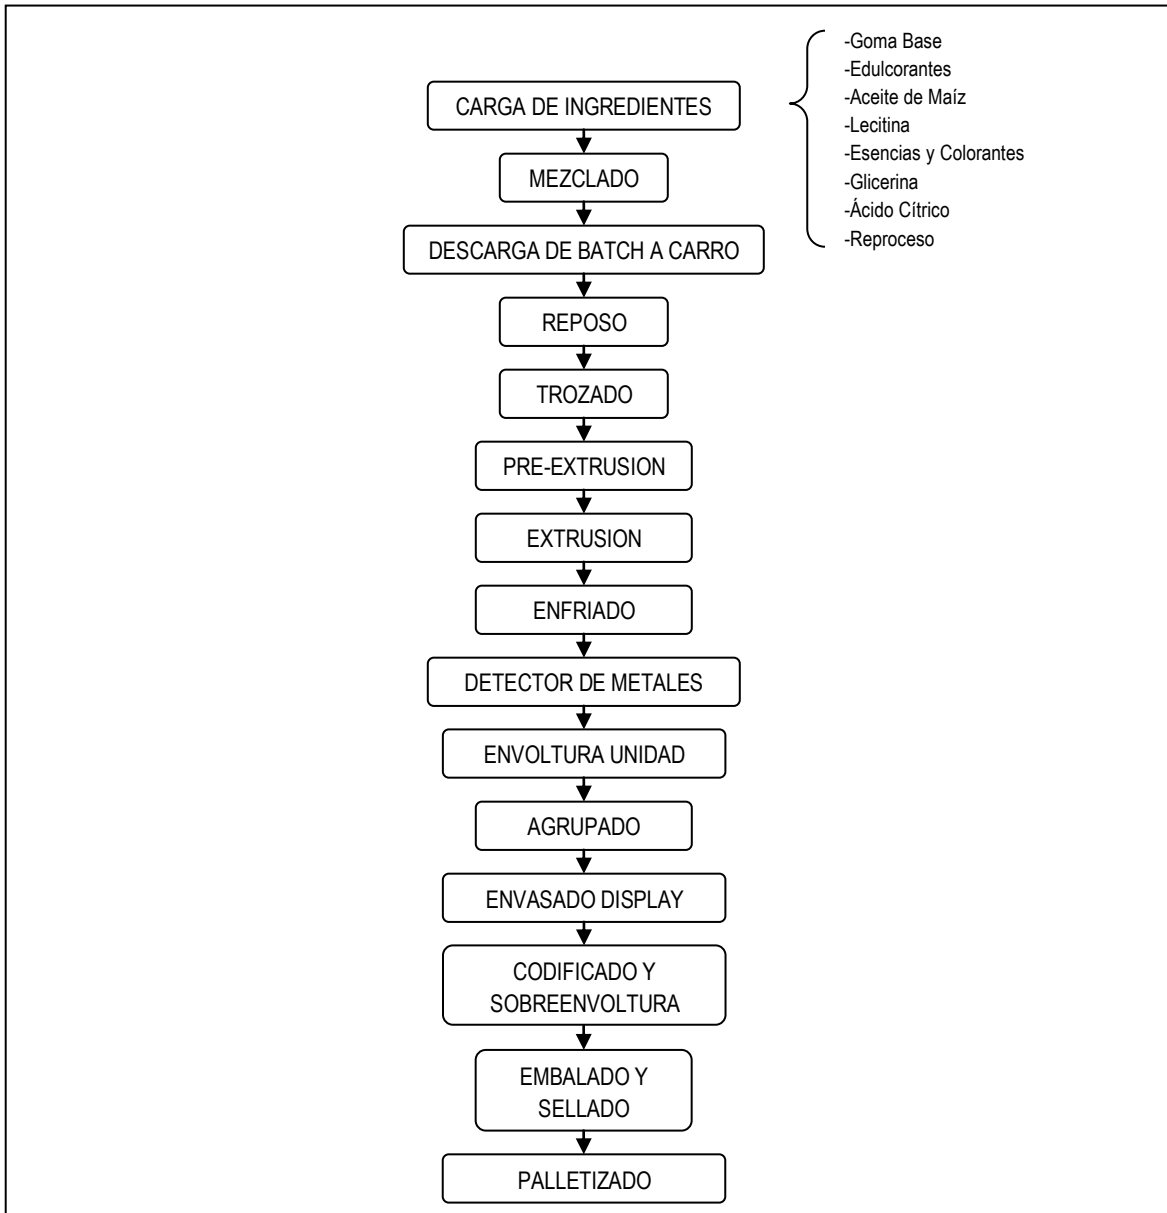 CARGA DE INGREDIENTES
-Goma Base
-Edulcorantes
-Aceite de Maíz
-Lecitina
-Esencias y Colorantes
-Glicerina
-Ácido Cítrico
-Reproceso
MEZCLADO
DESCARGA DE BATCH A CARRO
REPOSO
TROZADO
PRE-EXTRUSION
EXTRUSION
ENFRIADO
DETECTOR DE METALES
ENVOLTURA UNIDAD
AGRUPADO
ENVASADO DISPLAY
CODIFICADO Y
SOBREENVOLTURA
EMBALADO Y
SELLADO
PALLETIZADO